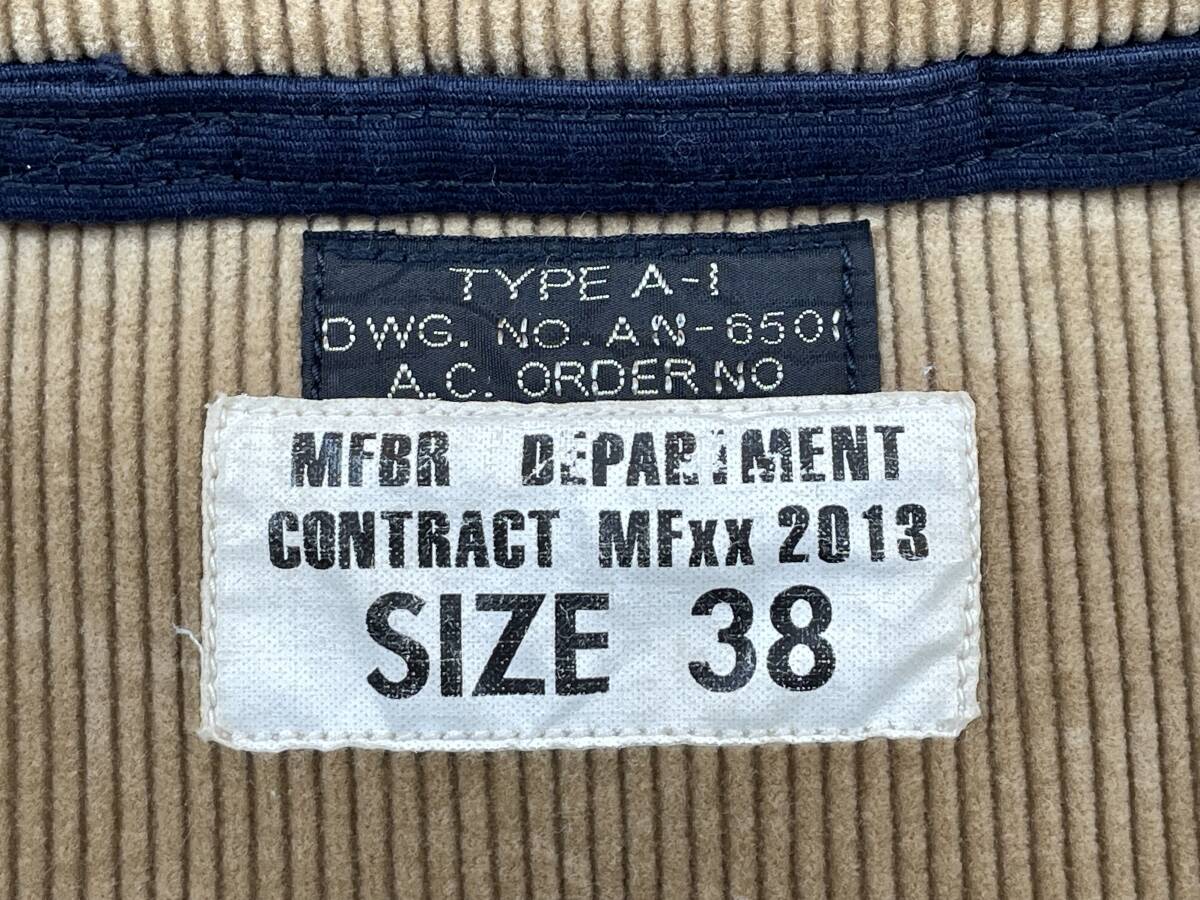 TYPE A-1
DWG. NO. AN-6501
A.C. ORDER NO
MFBR DEPARTMENT
CONTRACT MFxx 2013
SIZE 38